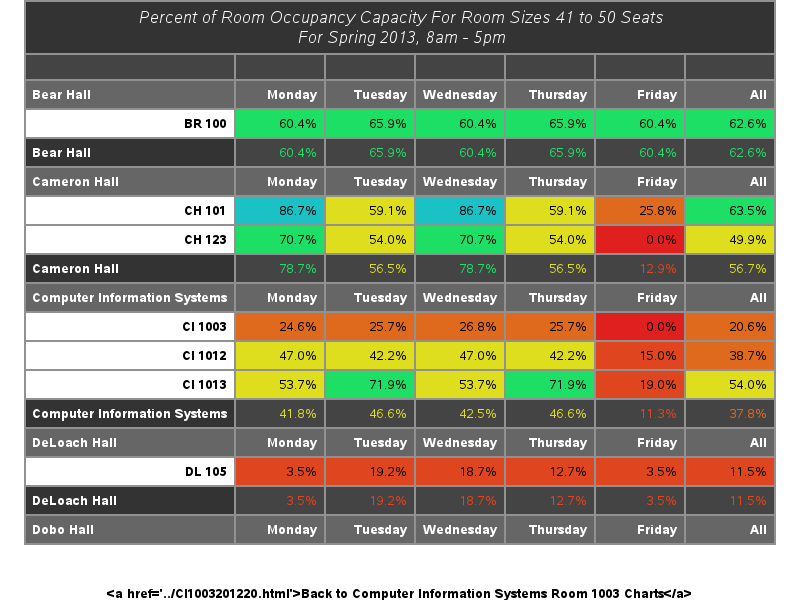 Percent of Room Occupancy Capacity For Room Sizes 41 to 50 Seats
For Spring 2013, 8am - 5pm
Bear Hall Monday Tuesday Wednesday Thursday Friday All
BR 100 60.4% 65.9% 60.4% 65.9% 60.4% 62.6%
Bear Hall 60.4% 65.9% 60.4% 65.9% 60.4% 62.6%
Cameron Hall Monday Tuesday Wednesday Thursday Friday All
CH 101 86.7% 59.1% 86.7% 59.1% 25.8% 63.5%
CH 123 70.7% 54.0% 70.7% 54.0% 0.0% 49.9%
Cameron Hall 78.7% 56.5% 78.7% 56.5% 12.9% 56.7%
Computer Information Systems Monday Tuesday Wednesday Thursday Friday All
CI 1003 24.6% 25.7% 26.8% 25.7% 0.0% 20.6%
CI 1012 47.0% 42.2% 47.0% 42.2% 15.0% 38.7%
CI 1013 53.7% 71.9% 53.7% 71.9% 19.0% 54.0%
Computer Information Systems 41.8% 46.6% 42.5% 46.6% 11.3% 37.8%
DeLoach Hall Monday Tuesday Wednesday Thursday Friday All
DL 105 3.5% 19.2% 18.7% 12.7% 3.5% 11.5%
DeLoach Hall 3.5% 19.2% 18.7% 12.7% 3.5% 11.5%
Dobo Hall Monday Tuesday Wednesday Thursday Friday All
&lt;a href='../CI1003201220.html'&gt;Back to Computer Information Systems Room 1003 Charts&lt;/a&gt;